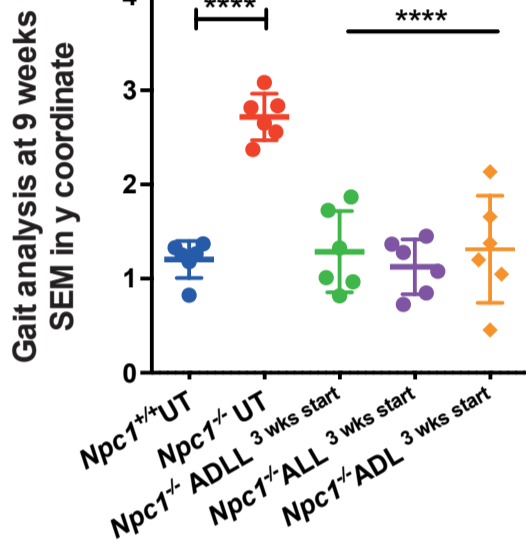 Gait analysis at 9 weeks
SEM in y coordinate
4
3
2
1
0
****
****
Npc1+/+UT
Npc1-/- UT
Npc1-/- ADLL 3 wks start
Npc1-/-ALL 3 wks start
Npc1-/-ADL 3 wks start